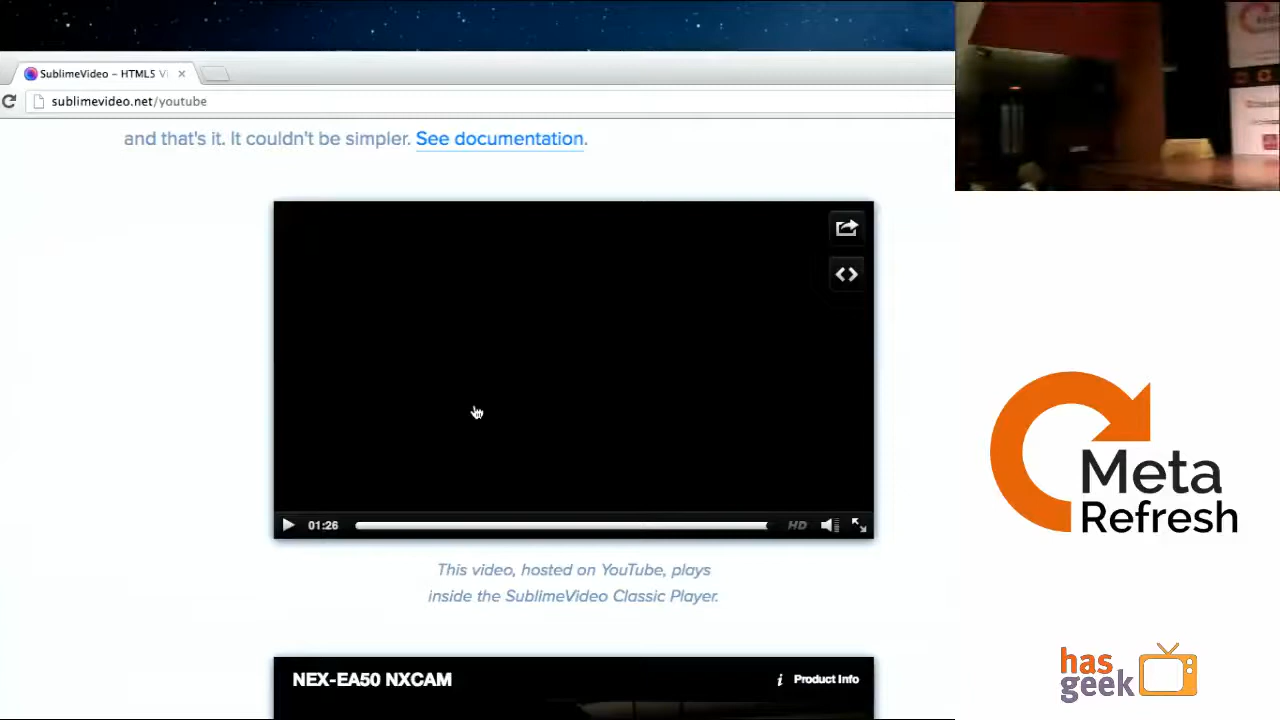 SublimeVideo – HTML5 Vi
sublimevideo.net/youtube
and that's it. It couldn't be simpler. See documentation.
01:26
HD
This video, hosted on YouTube, plays
inside the SublimeVideo Classic Player.
NEX-EA50 NXCAM
i Product Info
Meta
Refresh
has
geek